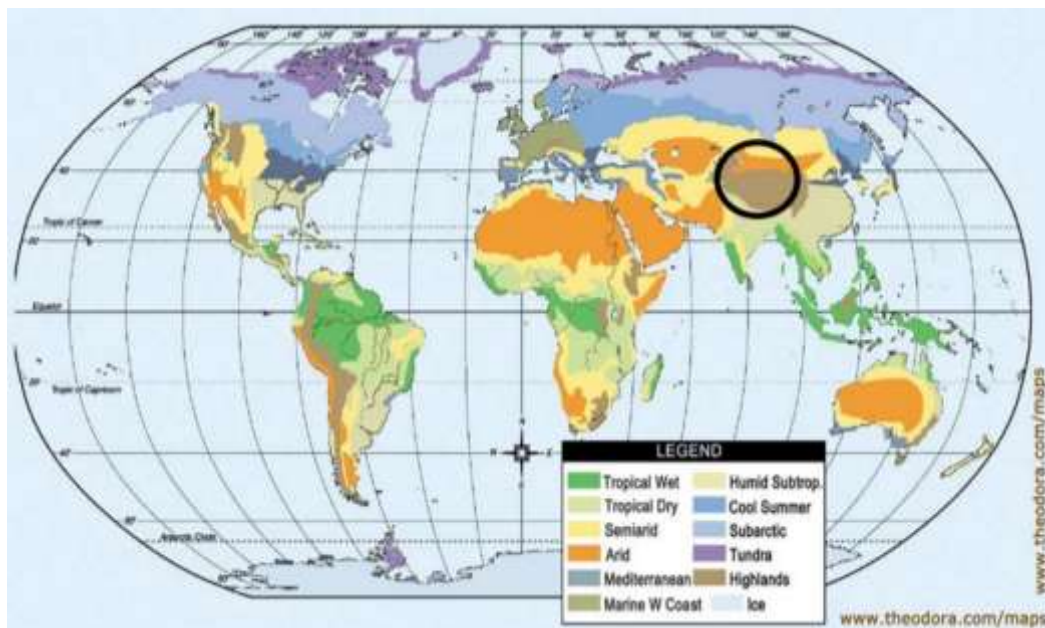 Tropic of Cancer
Equator
Tropic of Capricorn
Antarctic Circle
LEGEND
Tropical Wet
Tropical Dry
Semiarid
Arid
Mediterranean
Marine W Coast
Humid Subtrop.
Cool Summer
Subarctic
Tundra
Highlands
Ice
www.theodora.com/maps
www.theodora.com/maps